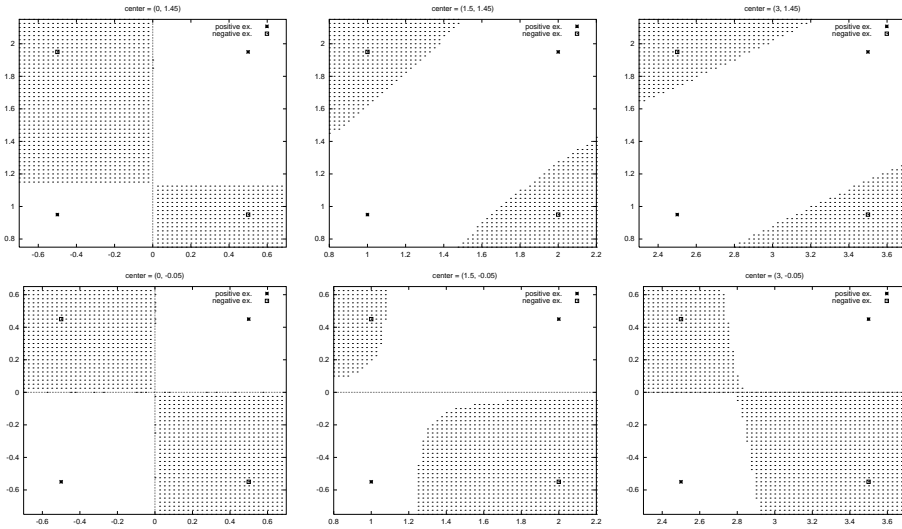 center = (0, 1.45)
positive ex.
negative ex.
2
1.8
1.6
1.4
1.2
1
0.8
-0.6 -0.4 -0.2 0 0.2 0.4 0.6
center = (1.5, 1.45)
positive ex.
negative ex.
2
1.8
1.6
1.4
1.2
1
0.8
0.8 1 1.2 1.4 1.6 1.8 2 2.2
center = (3, 1.45)
positive ex.
negative ex.
2
1.8
1.6
1.4
1.2
1
0.8
2.4 2.6 2.8 3 3.2 3.4 3.6
center = (0, -0.05)
positive ex.
negative ex.
0.6
0.4
0.2
0
-0.2
-0.4
-0.6
-0.6 -0.4 -0.2 0 0.2 0.4 0.6
center = (1.5, -0.05)
positive ex.
negative ex.
0.6
0.4
0.2
0
-0.2
-0.4
-0.6
0.8 1 1.2 1.4 1.6 1.8 2 2.2
center = (3, -0.05)
positive ex.
negative ex.
0.6
0.4
0.2
0
-0.2
-0.4
-0.6
2.4 2.6 2.8 3 3.2 3.4 3.6